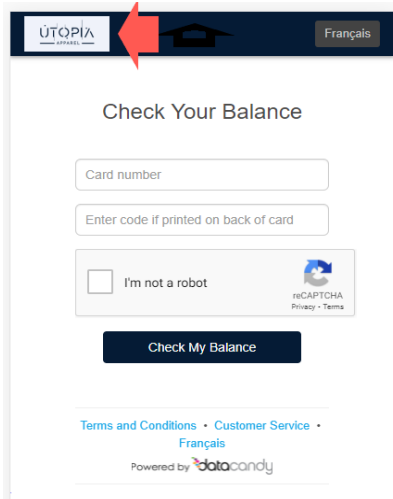 ÚTOPIA
APPAREL
Français
Check Your Balance
Card number
Enter code if printed on back of card
I'm not a robot
reCAPTCHA
Privacy - Terms
Check My Balance
Terms and Conditions • Customer Service •
Français
Powered by datacandy